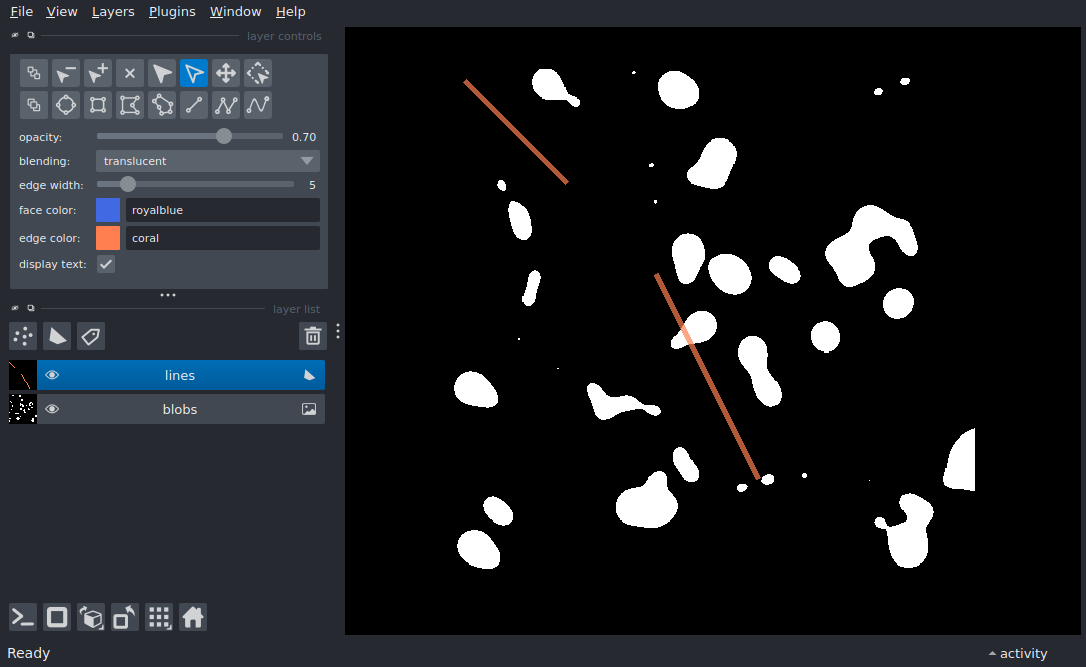 File View Layers Plugins Window Help
layer controls
opacity: 0.70
blending: translucent
edge width: 5
face color: royalblue
edge color: coral
display text:
layer list
lines
blobs
Ready activity